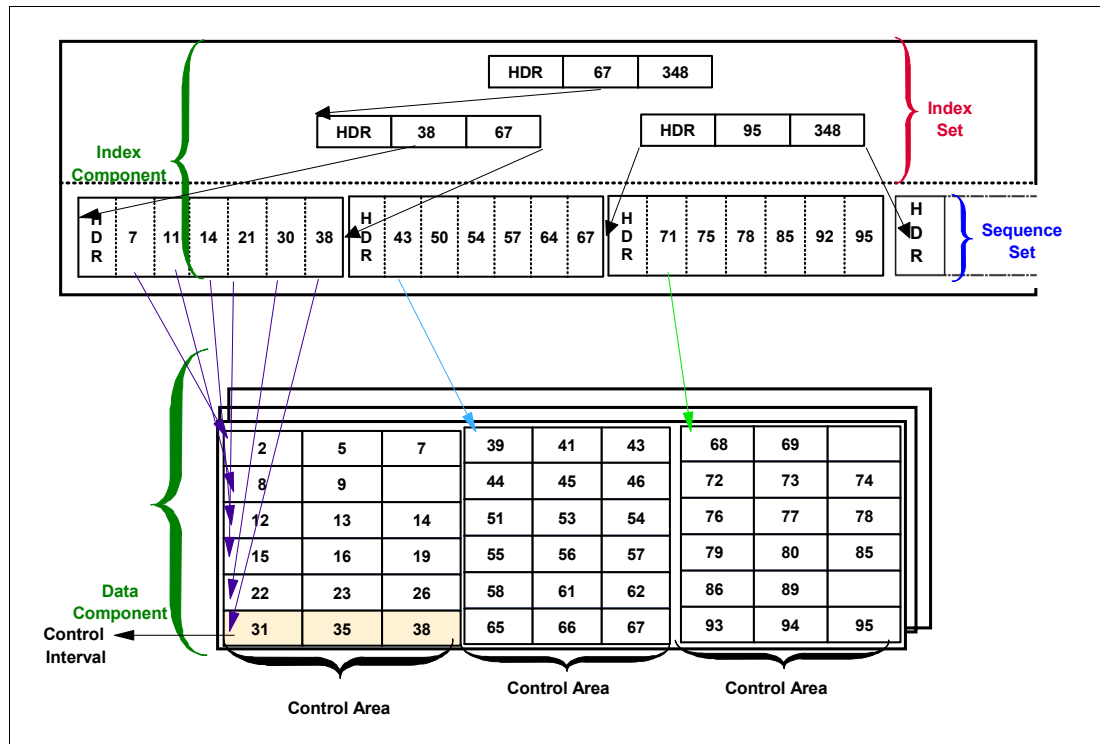 HDR 67 348
HDR 38 67
HDR 95 348
Index
Set
Index
Component
HDR 7 11 14 21 30 38
HDR 43 50 54 57 64 67
HDR 71 75 78 85 92 95
HDR
Sequence
Set
2 5 7
8 9
12 13 14
15 16 19
22 23 26
31 35 38
39 41 43
44 45 46
51 53 54
55 56 57
58 61 62
65 66 67
68 69
72 73 74
76 77 78
79 80 85
86 89
93 94 95
Data
Component
Control
Interval
Control Area
Control Area
Control Area